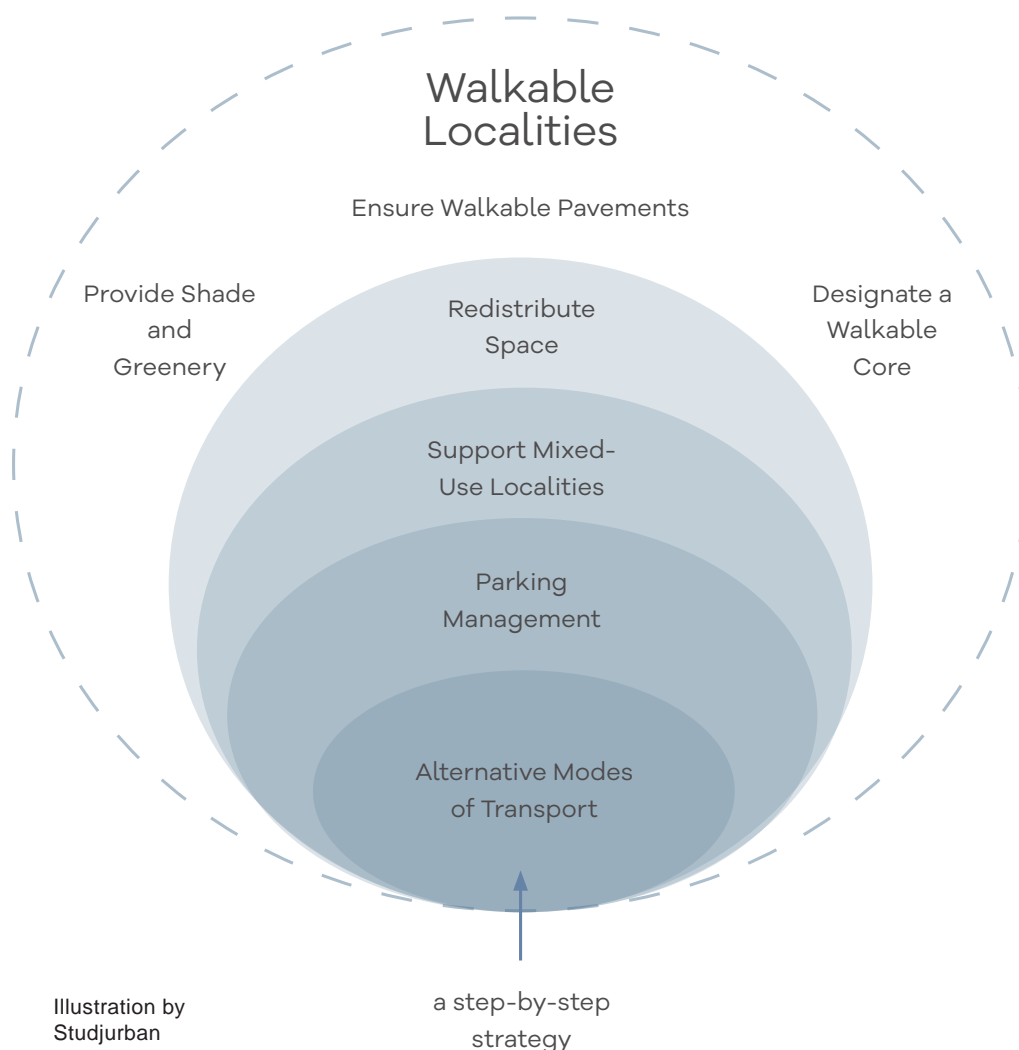 Walkable
Localities
Ensure Walkable Pavements
Provide Shade
and
Greenery
Designate a
Walkable
Core
Redistribute
Space
Support Mixed-
Use Localities
Parking
Management
Alternative Modes
of Transport
a step-by-step
strategy
Illustration by
Studjurban